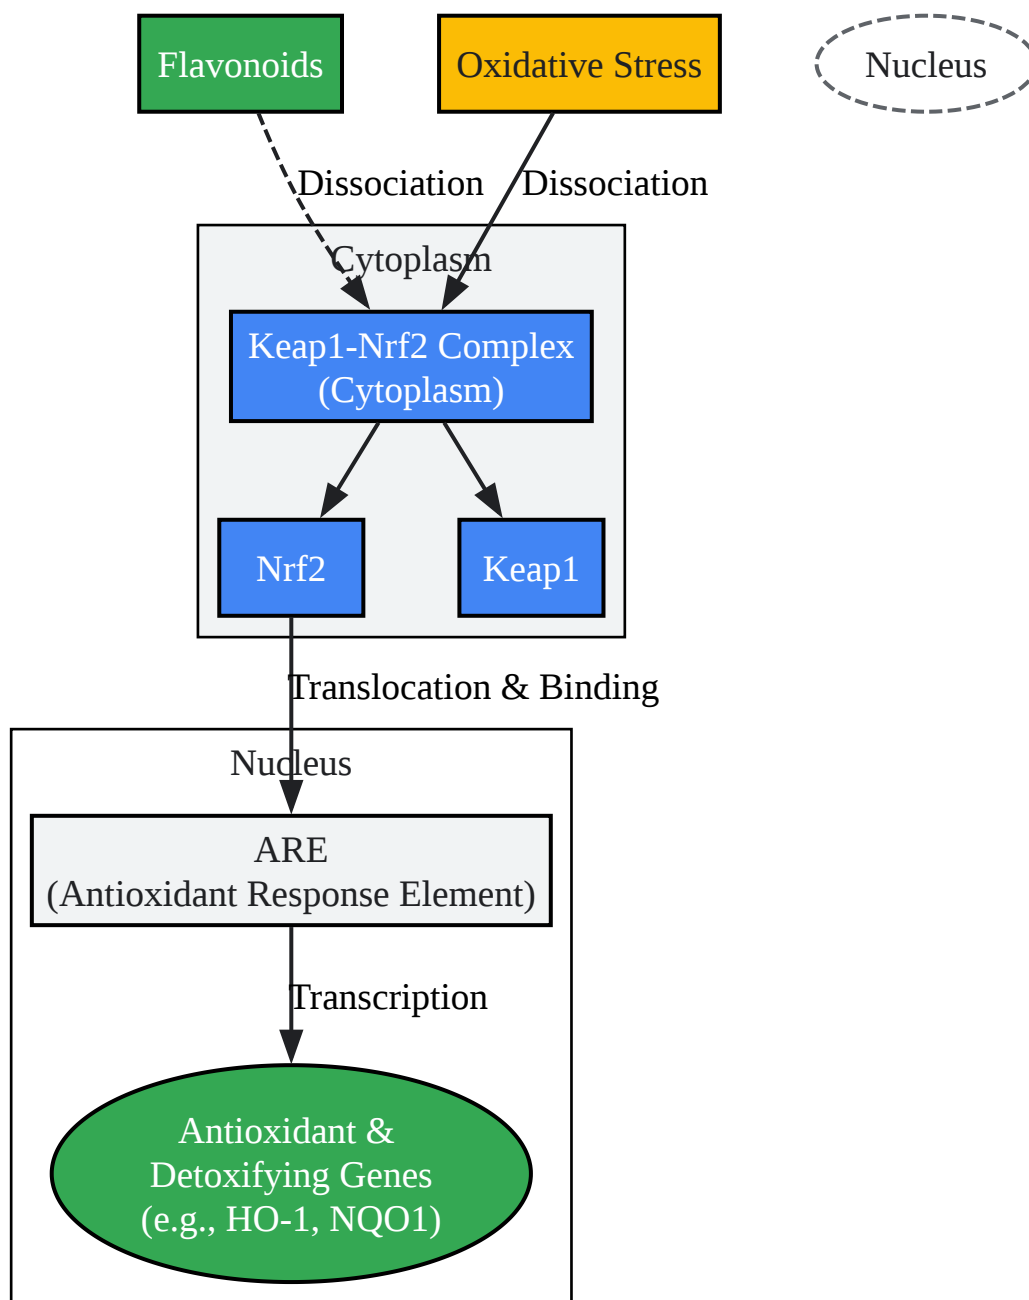 Flavonoids
Oxidative Stress
Nucleus
Dissociation
Dissociation
Cytoplasm
Keap1-Nrf2 Complex
(Cytoplasm)
Nrf2
Keap1
Translocation & Binding
Nucleus
ARE
(Antioxidant Response Element)
Transcription
Antioxidant &
Detoxifying Genes
(e.g., HO-1, NQO1)